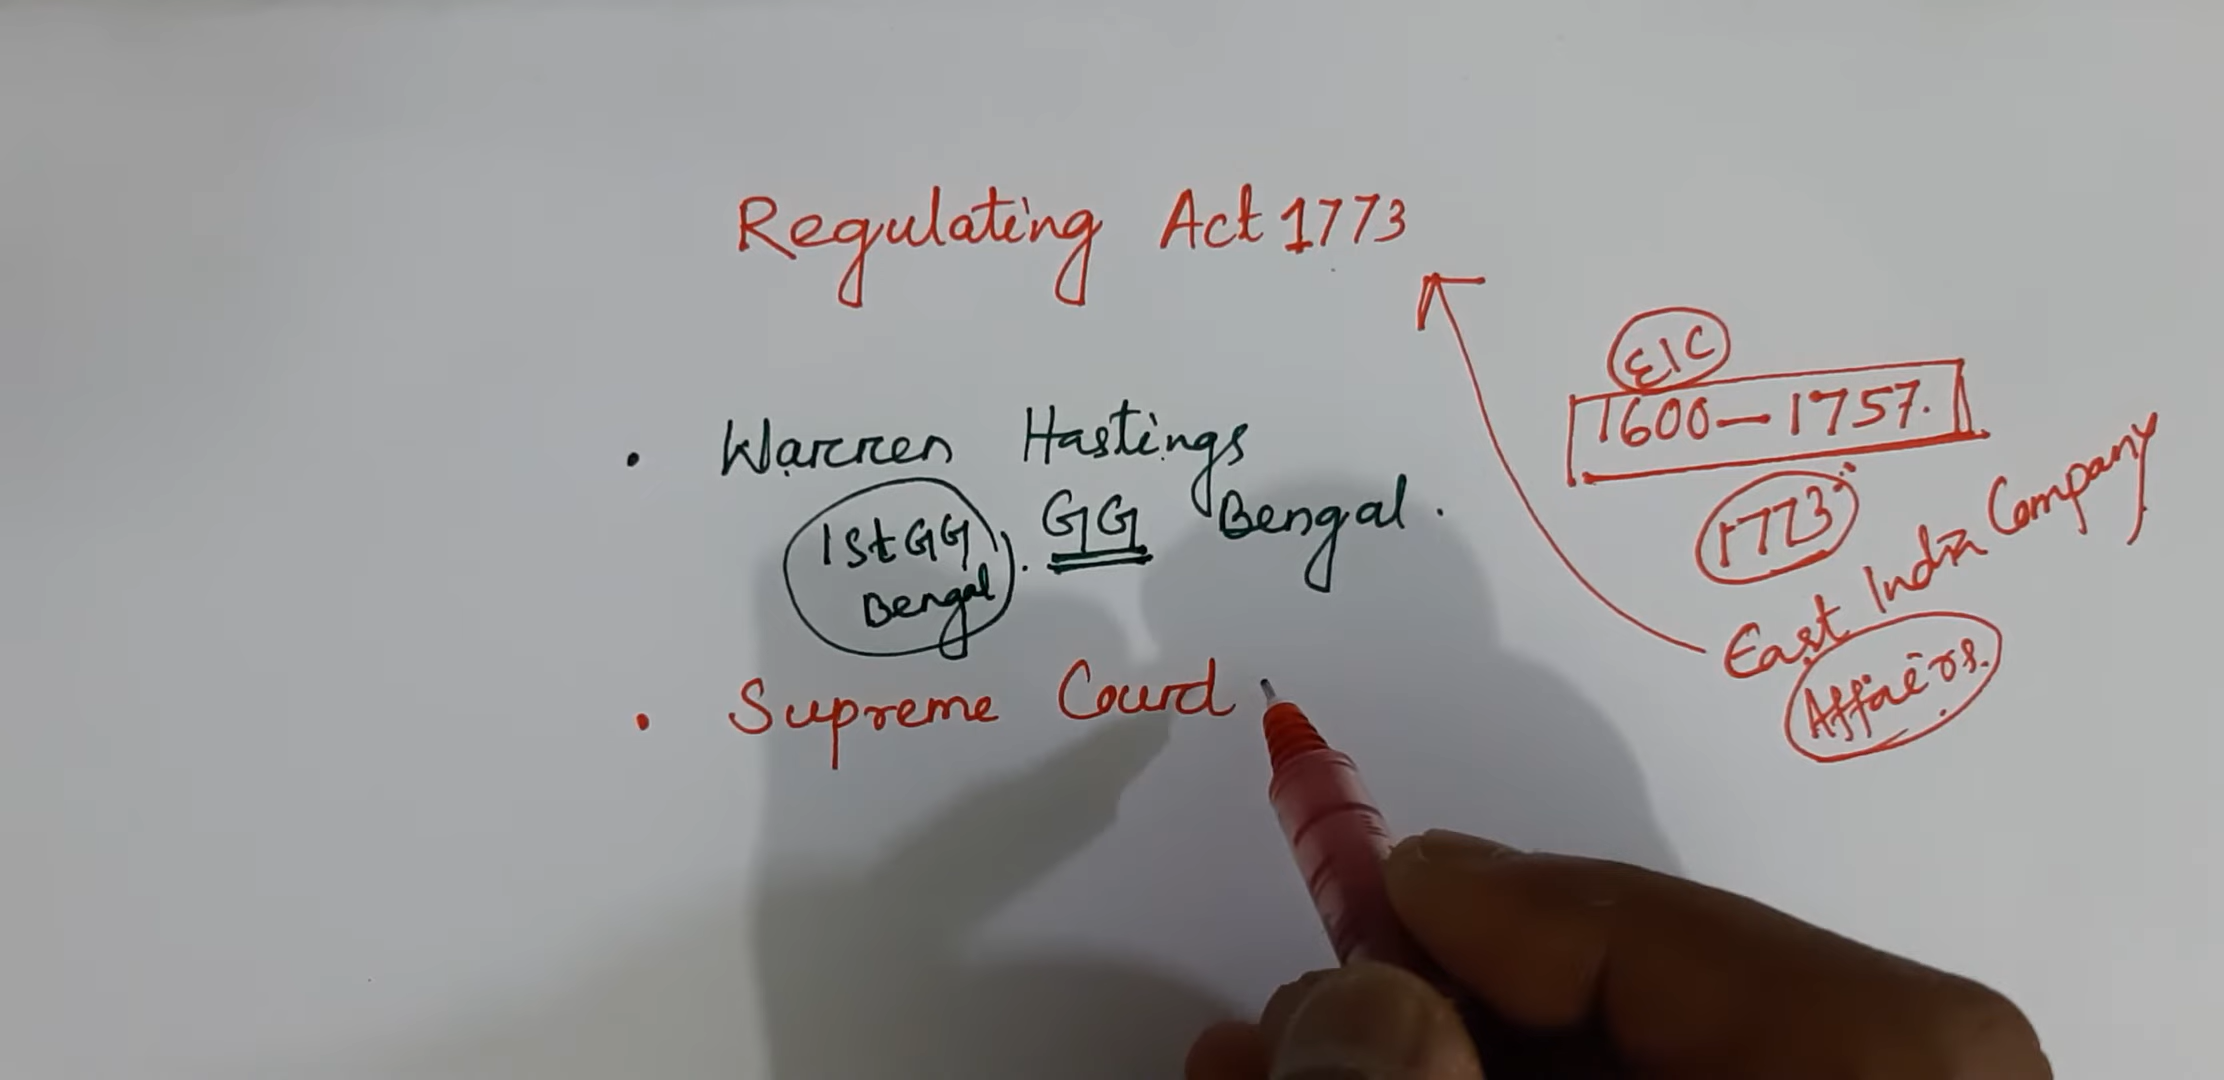 Regulating Act 1773
EIC
1600-1757.
1773
East India Company
Affairs.
• Warren Hastings
1st GG
Bengal
GG Bengal.
• Supreme Court